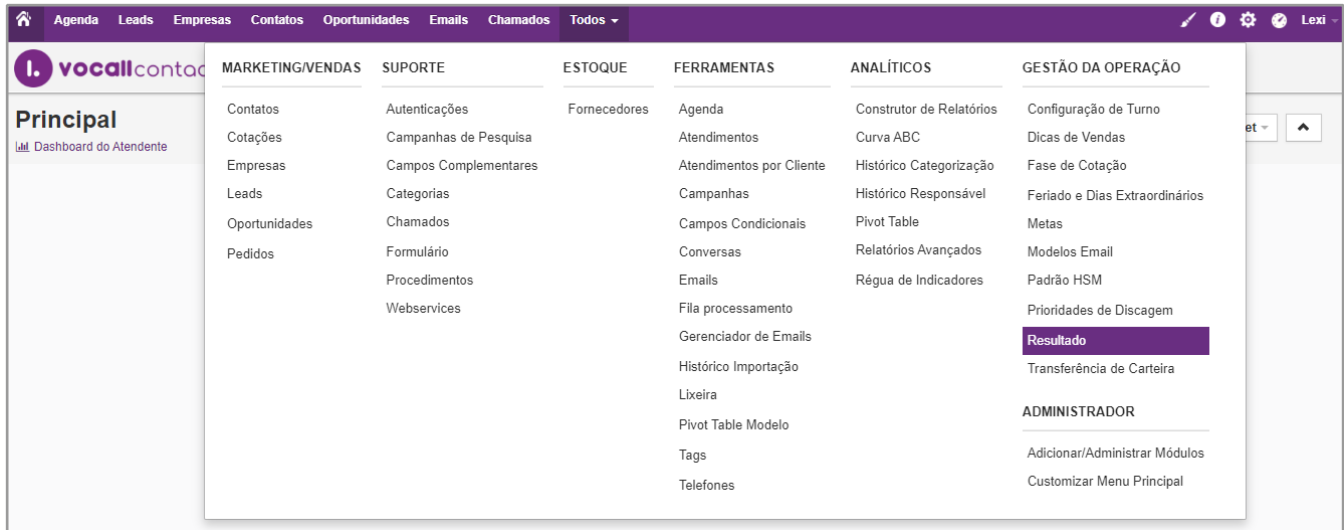 Agenda Leads Empresas Contatos Oportunidades Emails Chamados Todos Lexi
vocallcontac
Principal
Dashboard do Atendente
et
MARKETING/VENDAS
Contatos
Cotações
Empresas
Leads
Oportunidades
Pedidos
SUPORTE
Autenticações
Campanhas de Pesquisa
Campos Complementares
Categorias
Chamados
Formulário
Procedimentos
Webservices
ESTOQUE
Fornecedores
FERRAMENTAS
Agenda
Atendimentos
Atendimentos por Cliente
Campanhas
Campos Condicionais
Conversas
Emails
Fila processamento
Gerenciador de Emails
Histórico Importação
Lixeira
Pivot Table Modelo
Tags
Telefones
ANALÍTICOS
Construtor de Relatórios
Curva ABC
Histórico Categorização
Histórico Responsável
Pivot Table
Relatórios Avançados
Régua de Indicadores
GESTÃO DA OPERAÇÃO
Configuração de Turno
Dicas de Vendas
Fase de Cotação
Feriado e Dias Extraordinários
Metas
Modelos Email
Padrão HSM
Prioridades de Discagem
Resultado
Transferência de Carteira
ADMINISTRADOR
Adicionar/Administrar Módulos
Customizar Menu Principal